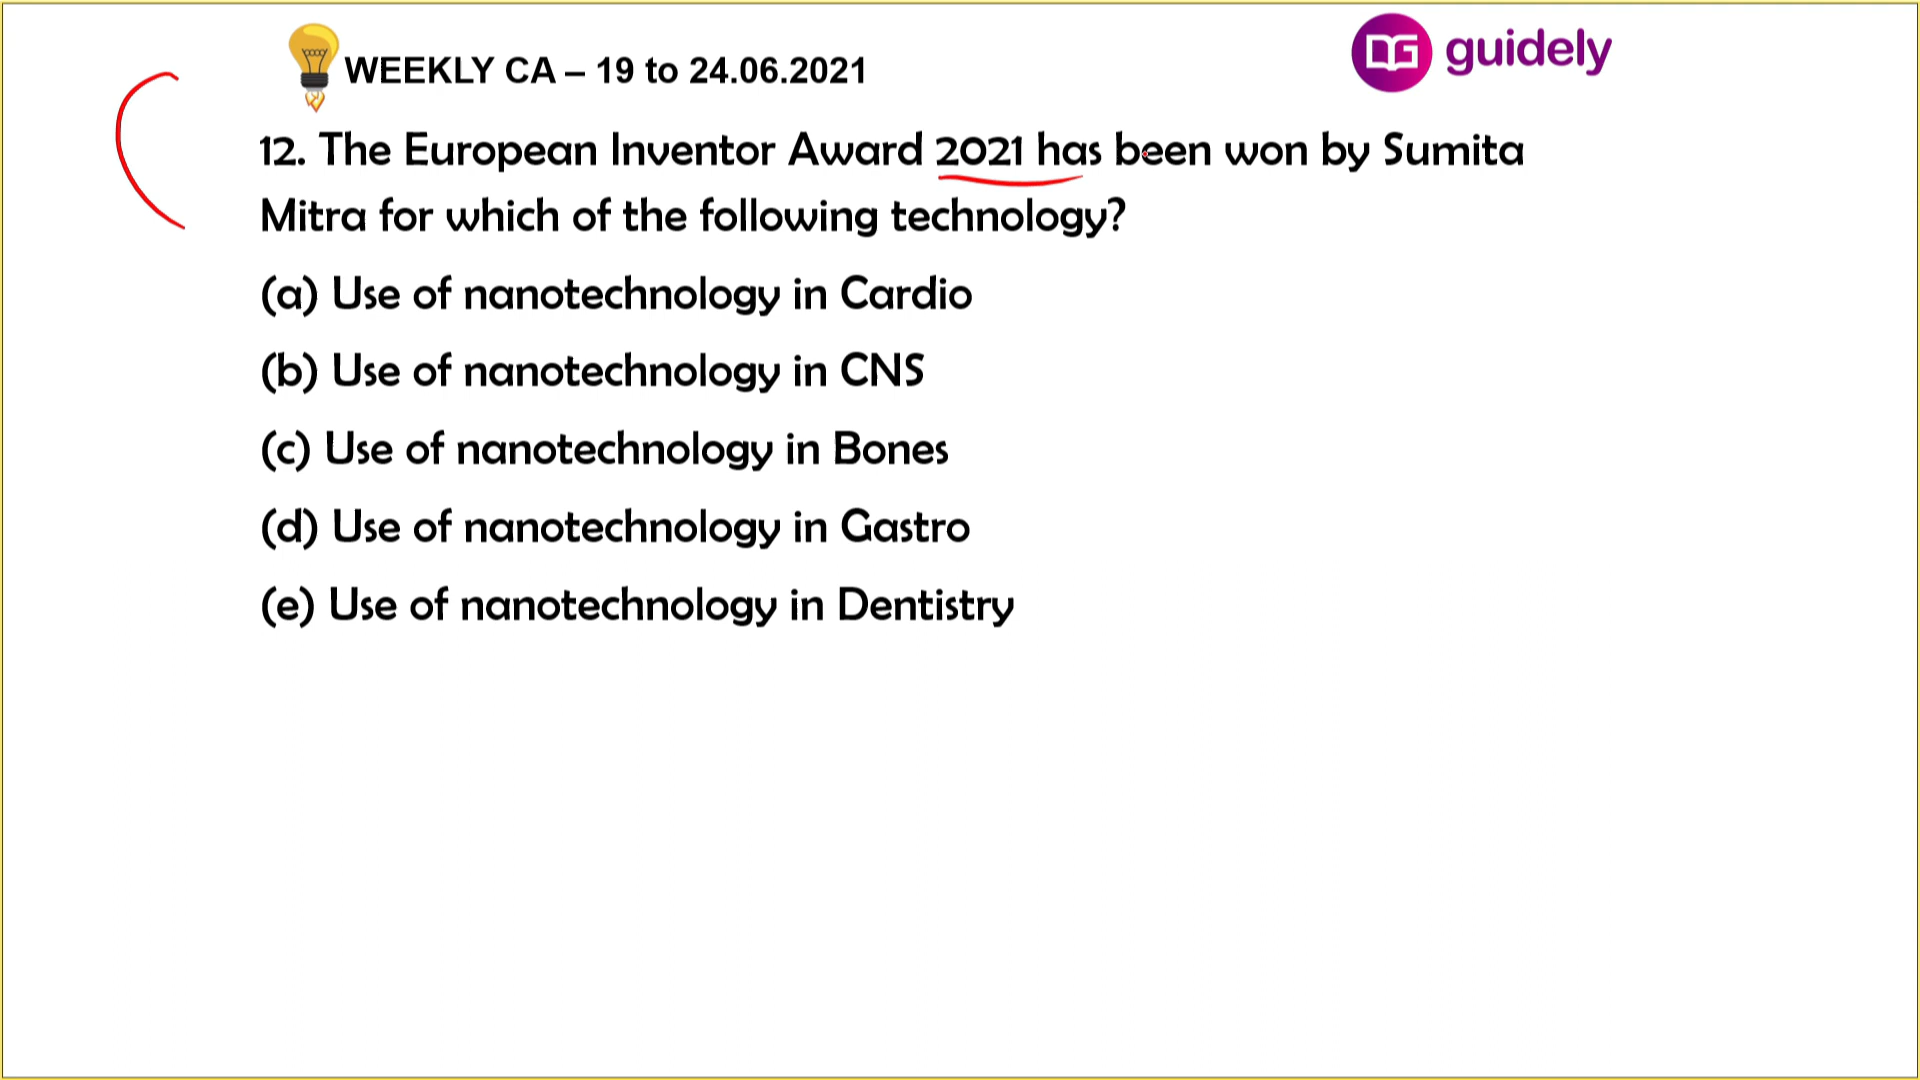 WEEKLY CA – 19 to 24.06.2021
guidely
12. The European Inventor Award 2021 has been won by Sumita
Mitra for which of the following technology?
(a) Use of nanotechnology in Cardio
(b) Use of nanotechnology in CNS
(c) Use of nanotechnology in Bones
(d) Use of nanotechnology in Gastro
(e) Use of nanotechnology in Dentistry